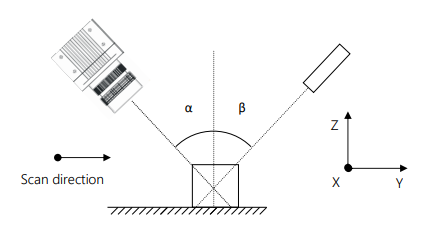 α
β
Z
Scan direction
X
Y